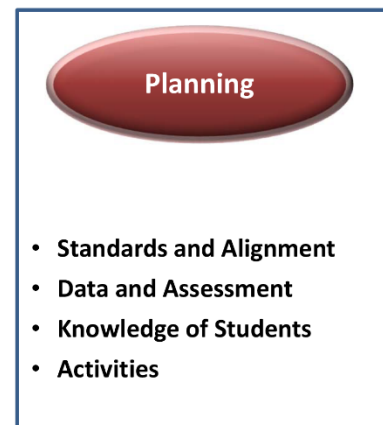 Planning
• Standards and Alignment
• Data and Assessment
• Knowledge of Students
• Activities